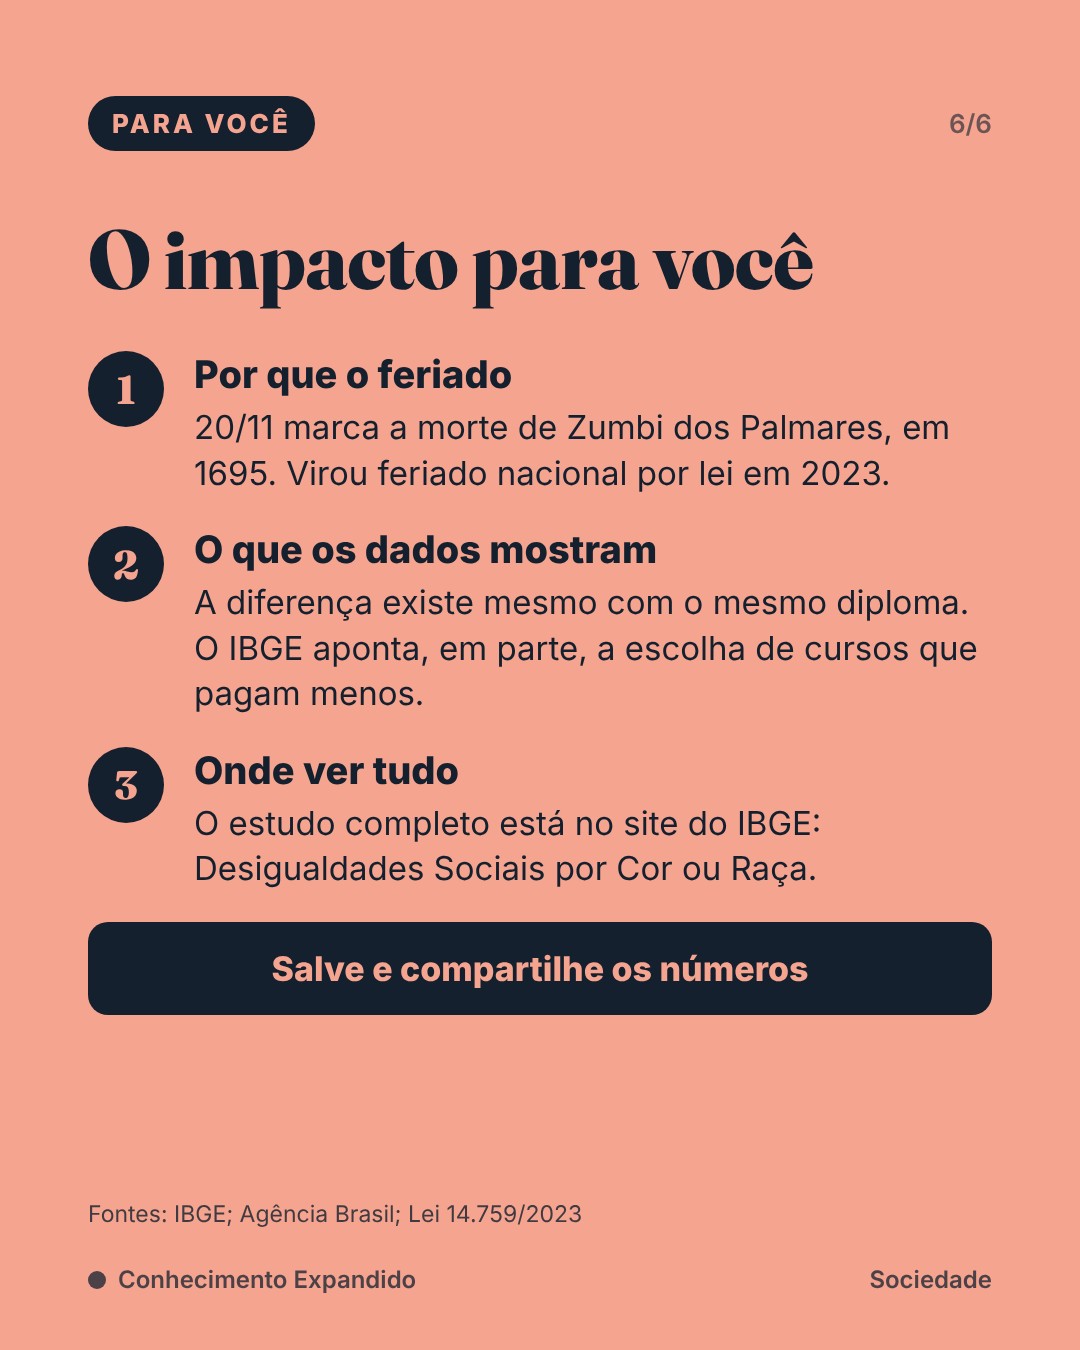 PARA VOCÊ
6/6
O impacto para você
1
Por que o feriado
20/11 marca a morte de Zumbi dos Palmares, em
1695. Virou feriado nacional por lei em 2023.
2
O que os dados mostram
A diferença existe mesmo com o mesmo diploma.
O IBGE aponta, em parte, a escolha de cursos que
pagam menos.
3
Onde ver tudo
O estudo completo está no site do IBGE:
Desigualdades Sociais por Cor ou Raça.
Salve e compartilhe os números
Fontes: IBGE; Agência Brasil; Lei 14.759/2023
Conhecimento Expandido
Sociedade